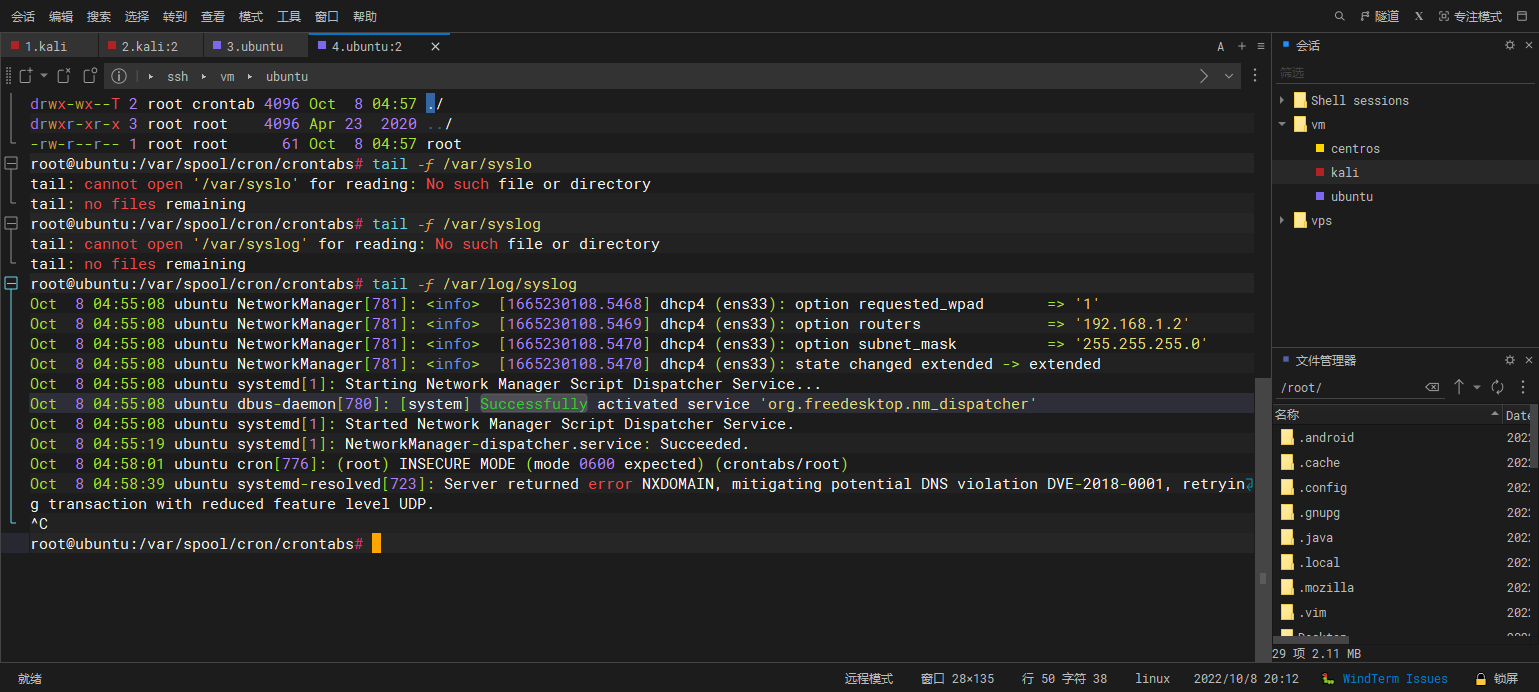 会话 编辑 搜索 选择 转到 查看 模式 工具 窗口 帮助 隧道 X 专注模式
1.kali 2.kali:2 3.ubuntu 4.ubuntu:2 A
ssh vm ubuntu
drwx-wx--T 2 root crontab 4096 Oct  8 04:57 ./
drwxr-xr-x 3 root root    4096 Apr 23  2020 ../
-rw-r--r-- 1 root root      61 Oct  8 04:57 root
root@ubuntu:/var/spool/cron/crontabs# tail -f /var/syslo
tail: cannot open '/var/syslo' for reading: No such file or directory
tail: no files remaining
root@ubuntu:/var/spool/cron/crontabs# tail -f /var/syslog
tail: cannot open '/var/syslog' for reading: No such file or directory
tail: no files remaining
root@ubuntu:/var/spool/cron/crontabs# tail -f /var/log/syslog
Oct  8 04:55:08 ubuntu NetworkManager[781]: <info>  [1665230108.5468] dhcp4 (ens33): option requested_wpad       => '1'
Oct  8 04:55:08 ubuntu NetworkManager[781]: <info>  [1665230108.5469] dhcp4 (ens33): option routers              => '192.168.1.2'
Oct  8 04:55:08 ubuntu NetworkManager[781]: <info>  [1665230108.5470] dhcp4 (ens33): option subnet_mask          => '255.255.255.0'
Oct  8 04:55:08 ubuntu NetworkManager[781]: <info>  [1665230108.5470] dhcp4 (ens33): state changed extended -> extended
Oct  8 04:55:08 ubuntu systemd[1]: Starting Network Manager Script Dispatcher Service...
Oct  8 04:55:08 ubuntu dbus-daemon[780]: [system] Successfully activated service 'org.freedesktop.nm_dispatcher'
Oct  8 04:55:08 ubuntu systemd[1]: Started Network Manager Script Dispatcher Service.
Oct  8 04:55:19 ubuntu systemd[1]: NetworkManager-dispatcher.service: Succeeded.
Oct  8 04:58:01 ubuntu cron[776]: (root) INSECURE MODE (mode 0600 expected) (crontabs/root)
Oct  8 04:58:39 ubuntu systemd-resolved[723]: Server returned error NXDOMAIN, mitigating potential DNS violation DVE-2018-0001, retryin
g transaction with reduced feature level UDP.
^C
root@ubuntu:/var/spool/cron/crontabs#
会话
筛选
Shell sessions
vm
centros
kali
ubuntu
vps
文件管理器
/root/
名称 Date
.android 202
.cache 202
.config 202
.gnupg 202
.java 202
.local 202
.mozilla 202
.vim 202
29 项 2.11 MB
就绪 远程模式 窗口 28×135 行 50 字符 38 linux 2022/10/8 20:12 WindTerm Issues 锁屏